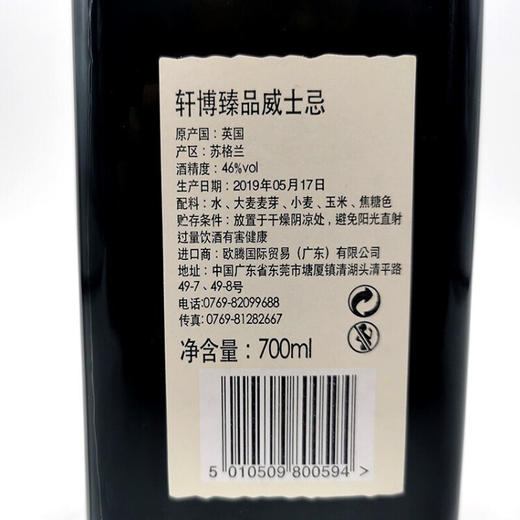 轩博臻品威士忌
原产国：英国
产区：苏格兰
酒精度：46%vol
生产日期：2019年05月17日
配料：水、大麦麦芽、小麦、玉米、焦糖色
贮存条件：放置于干燥阴凉处，避免阳光直射
过量饮酒有害健康
进口商：欧腾国际贸易（广东）有限公司
地址：中国广东省东莞市塘厦镇清湖头清平路
49-7、49-8号
电话:0769-82099688
传真:0769-81282667
净含量：700ml
5 010509 800594 >